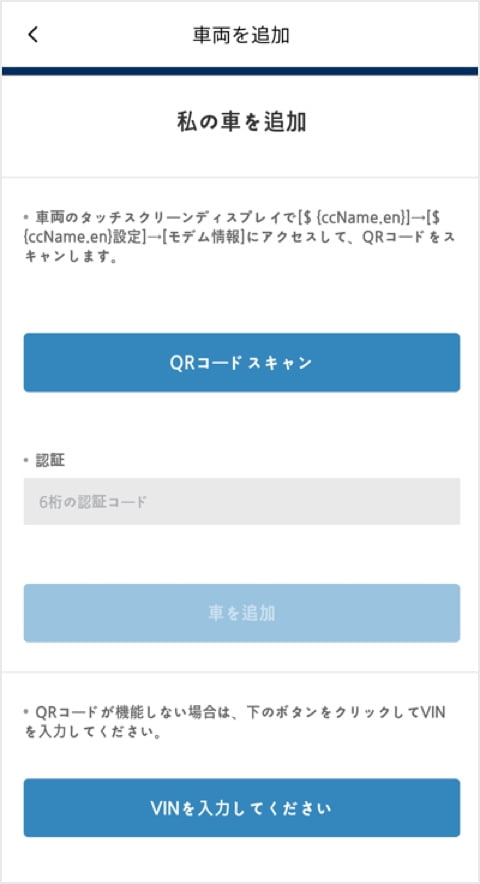 車両を追加
私の車を追加
• 車両のタッチスクリーンディスプレイで[$ {ccName.en}]→[$
{ccName.en}設定]→[モデム情報]にアクセスして、QRコードをス
キャンします。
QRコードスキャン
• 認証
6桁の認証コード
車を追加
• QRコードが機能しない場合は、下のボタンをクリックしてVIN
を入力してください。
VINを入力してください